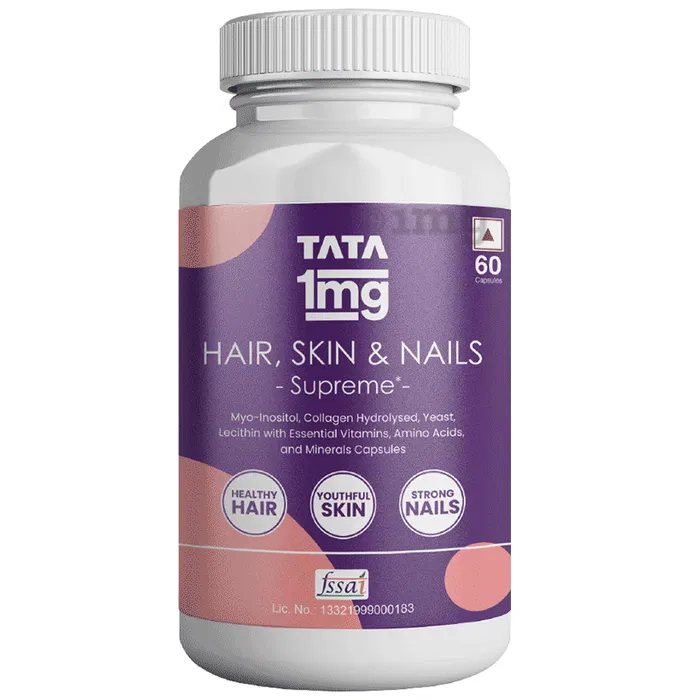 TATA
1mg
60
Capsules
HAIR, SKIN & NAILS
- Supreme*-
Myo-Inositol, Collagen Hydrolysed, Yeast,
Lecithin with Essential Vitamins, Amino Acids,
and Minerals Capsules
HEALTHY
HAIR
YOUTHFUL
SKIN
STRONG
NAILS
fssai
Lic. No. 13321999000183
1mg